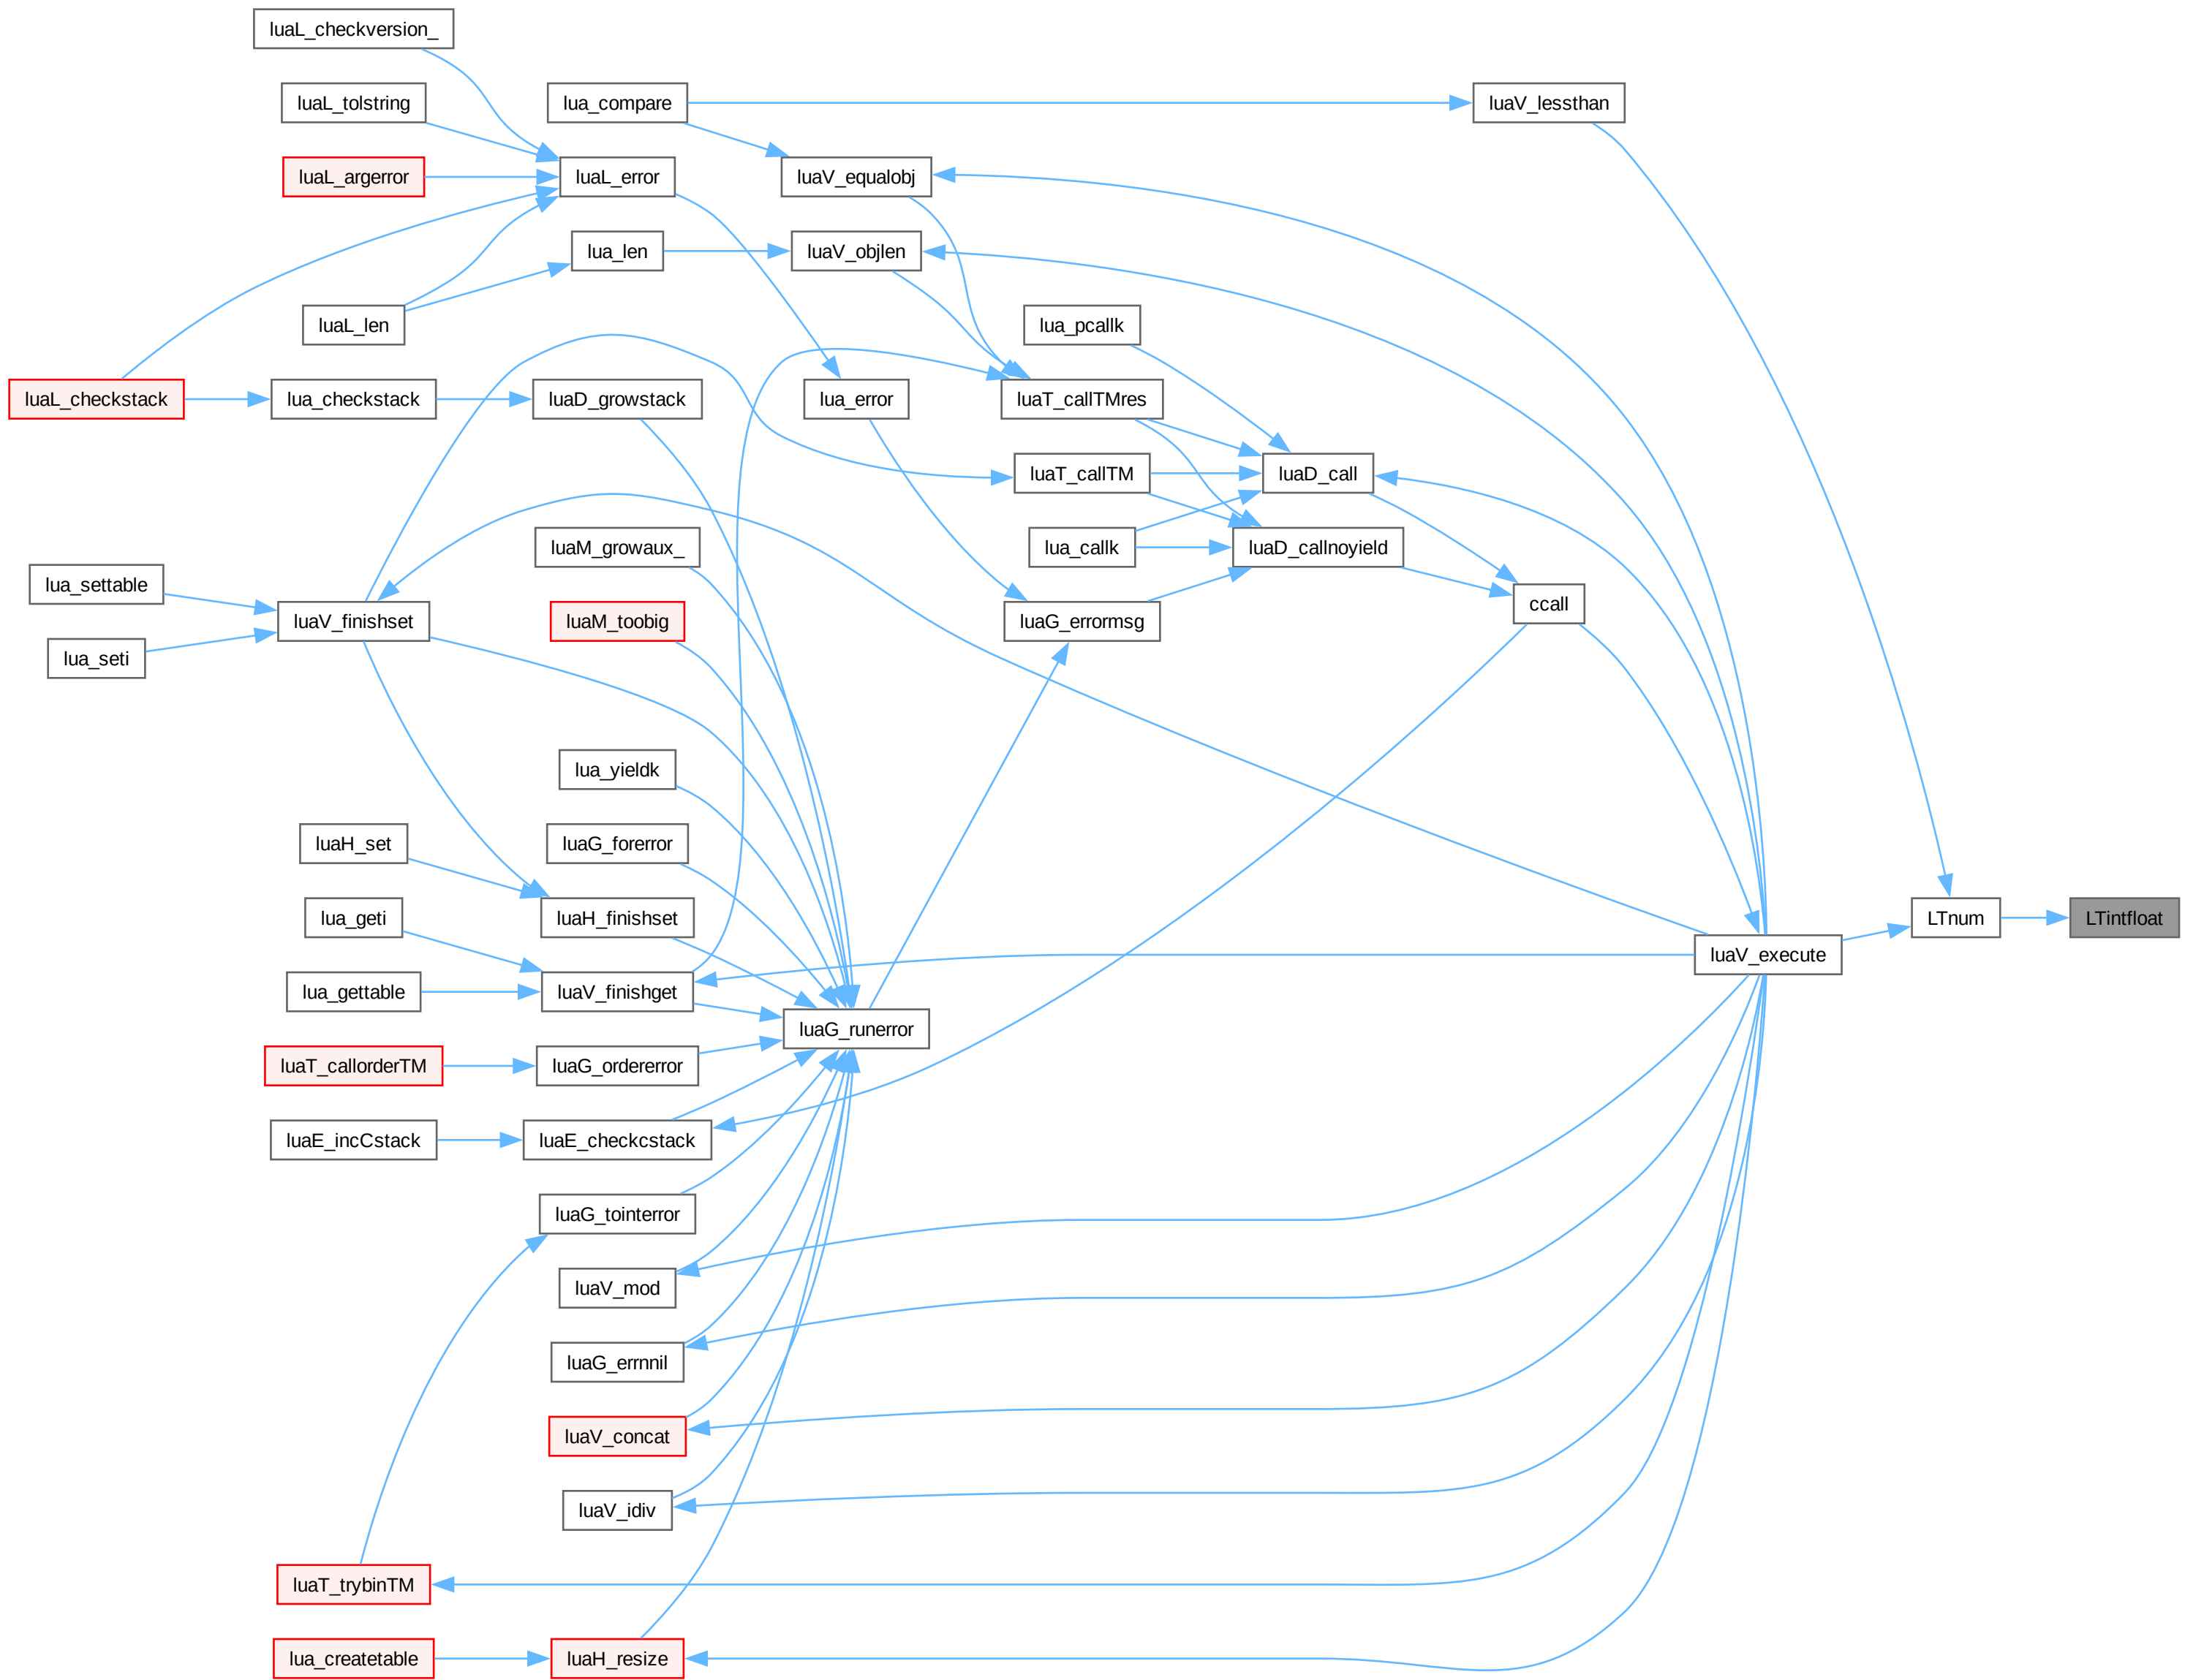 luaL_checkversion_
luaL_tolstring
lua_compare
luaV_lessthan
luaL_argerror
luaL_error
luaV_equalobj
lua_len
luaV_objlen
luaL_len
lua_pcallk
luaL_checkstack
lua_checkstack
luaD_growstack
lua_error
luaT_callTMres
luaT_callTM
luaD_call
luaM_growaux_
lua_callk
luaD_callnoyield
lua_settable
luaV_finishset
luaM_toobig
luaG_errormsg
ccall
lua_seti
lua_yieldk
luaH_set
luaG_forerror
lua_geti
luaH_finishset
LTnum
LTintfloat
luaV_execute
lua_gettable
luaV_finishget
luaG_runerror
luaT_callorderTM
luaG_ordererror
luaE_incCstack
luaE_checkcstack
luaG_tointerror
luaV_mod
luaG_errnnil
luaV_concat
luaV_idiv
luaT_trybinTM
lua_createtable
luaH_resize